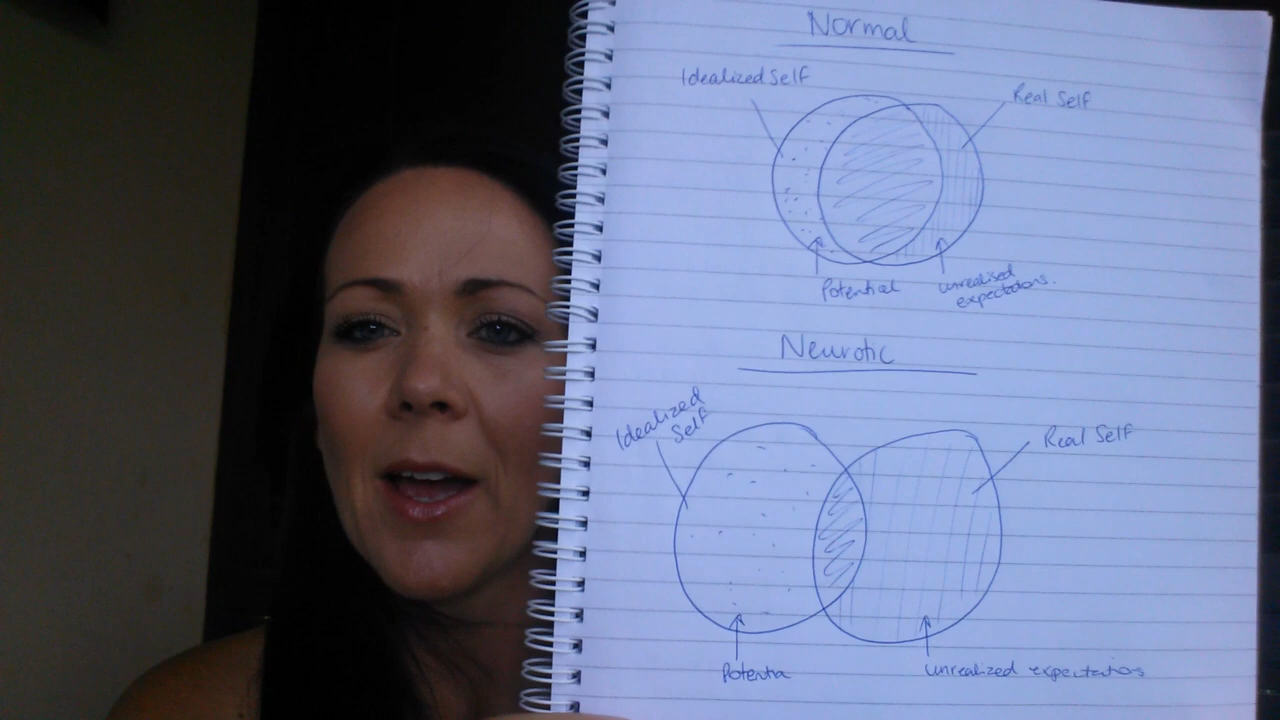 Normal
Idealized Self
Real Self
Potential
unrealised
expectations.
Neurotic
Idealized
Self
Real Self
Potentia
unrealized expectations